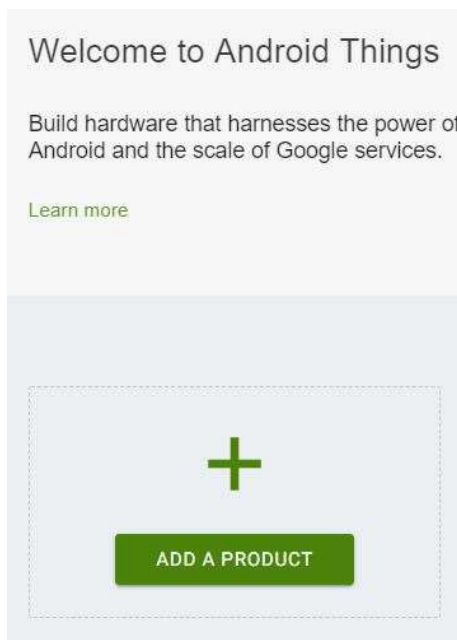 Welcome to Android Things
Build hardware that harnesses the power of
Android and the scale of Google services.
Learn more
ADD A PRODUCT